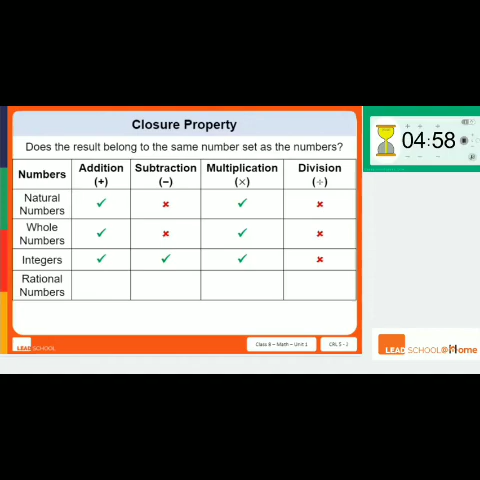 Closure Property
Does the result belong to the same number set as the numbers?
Numbers Addition (+) Subtraction (−) Multiplication (×) Division (÷)
Natural Numbers ✓ × ✓ ×
Whole Numbers ✓ × ✓ ×
Integers ✓ ✓ ✓ ×
Rational Numbers
LEAD SCHOOL
Class 8 – Math – Unit 1
04:58
LEAD SCHOOL@Home